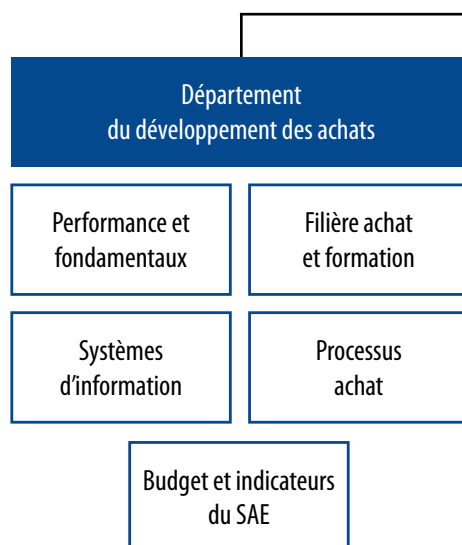 Département
du développement des achats
Performance et
fondamentaux
Filière achat
et formation
Systèmes
d’information
Processus
achat
Budget et indicateurs
du SAE